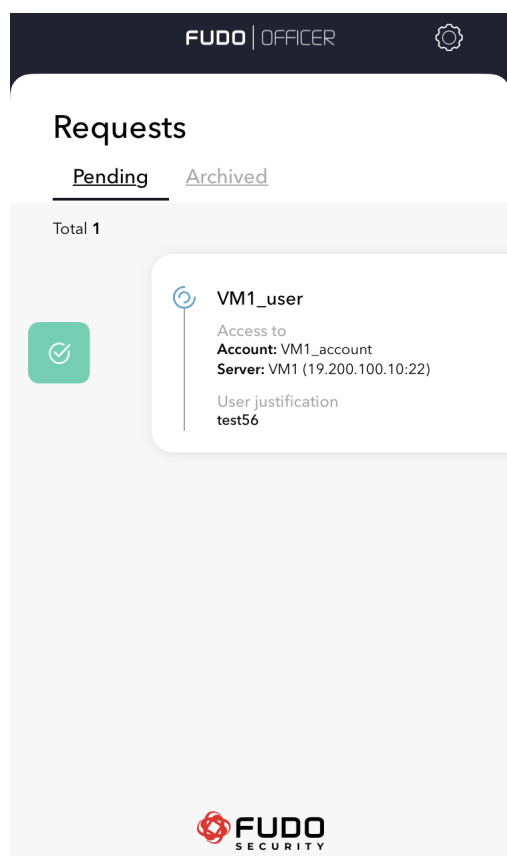 FUDO | OFFICER
Requests
Pending Archived
Total 1
VM1_user
Access to
Account: VM1_account
Server: VM1 (19.200.100.10:22)
User justification
test56
FUDO
SECURITY